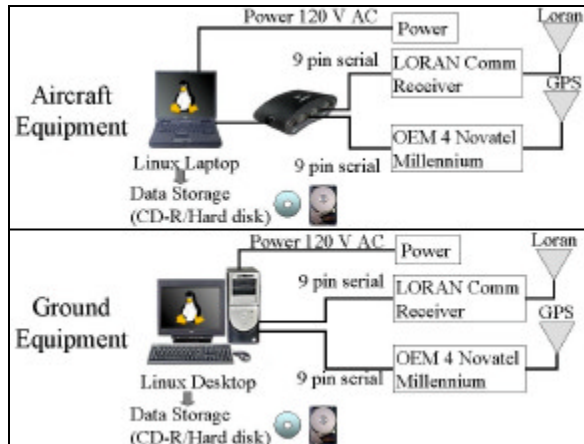 Power 120 V AC
Power
Loran
9 pin serial
LORAN Comm
Receiver
GPS
Aircraft
Equipment
OEM 4 Novatel
Millennium
9 pin serial
Linux Laptop
Data Storage
(CD-R/Hard disk)
Power 120 V AC
Power
Loran
9 pin serial
LORAN Comm
Receiver
GPS
Ground
Equipment
OEM 4 Novatel
Millennium
9 pin serial
Linux Desktop
Data Storage
(CD-R/Hard disk)